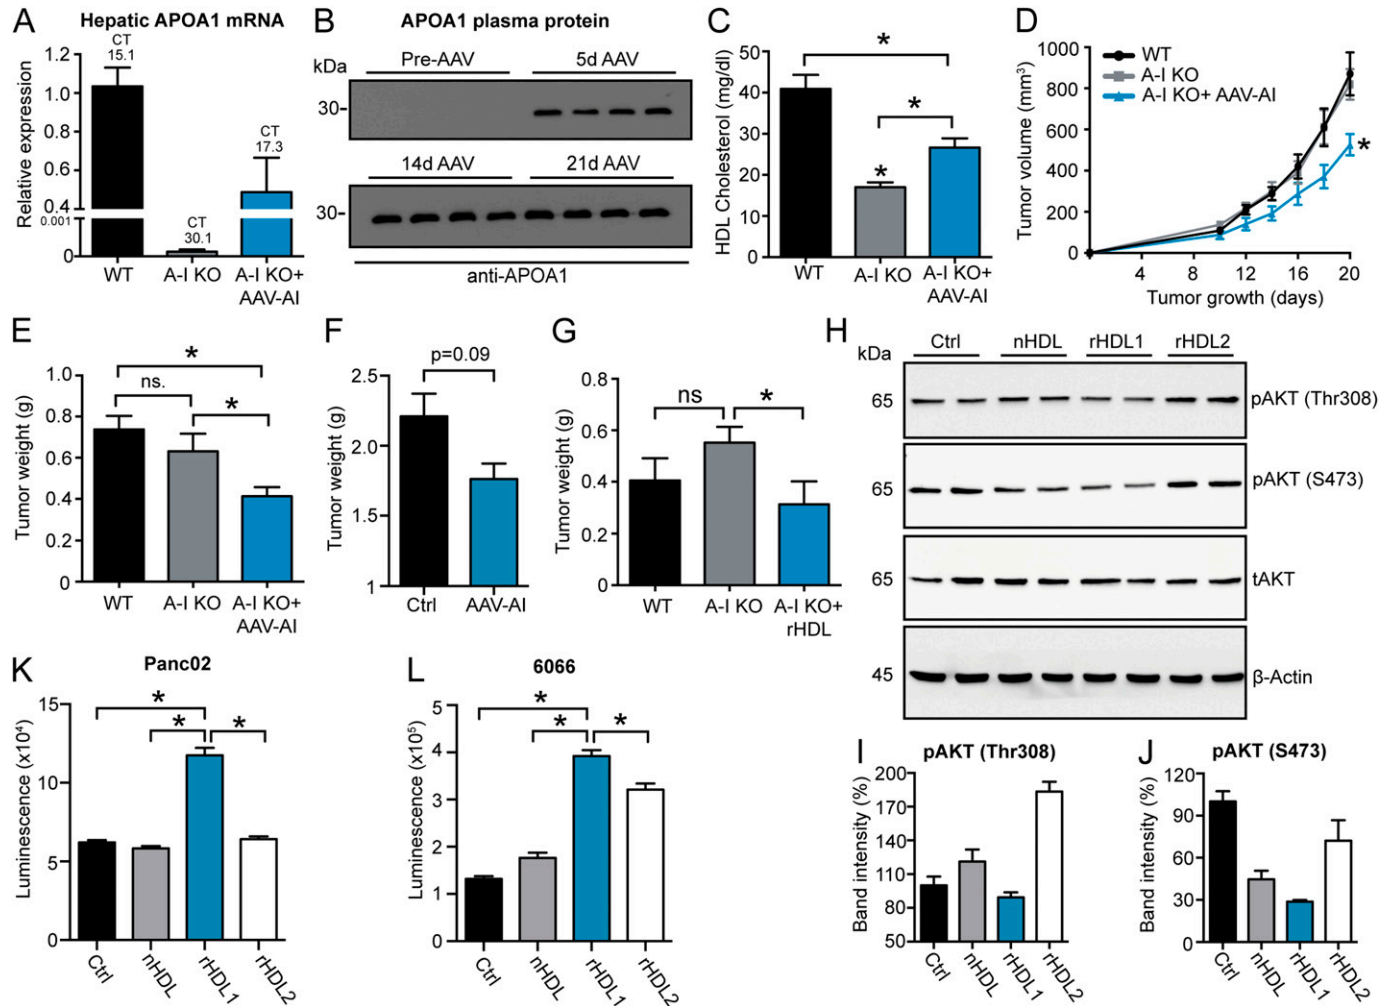 A
Hepatic APOA1 mRNA
Relative expression
1.2
1.0
0.8
0.6
0.4
0.001
0
CT
15.1
CT
30.1
CT
17.3
WT
A-I KO
A-I KO+
AAV-AI
B
APOA1 plasma protein
kDa
Pre-AAV
5d AAV
30-
14d AAV
21d AAV
30-
anti-APOA1
C
HDL Cholesterol (mg/dl)
50
40
30
20
10
0
*
*
*
WT
A-I KO
A-I KO+
AAV-AI
D
Tumor volume (mm³)
1000
800
600
400
200
0
WT
A-I KO
A-I KO+ AAV-AI
*
4 8 12 16 20
Tumor growth (days)
E
Tumor weight (g)
1.0
0.8
0.6
0.4
0.2
0
*
ns.
*
WT
A-I KO
A-I KO+
AAV-AI
F
Tumor weight (g)
2.5
2.0
1.5
1
p=0.09
Ctrl
AAV-AI
G
Tumor weight (g)
0.8
0.6
0.4
0.2
0
ns
*
WT
A-I KO
A-I KO+
rHDL
H
kDa
Ctrl
nHDL
rHDL1
rHDL2
65
pAKT (Thr308)
65
pAKT (S473)
65
tAKT
45
β-Actin
K
Panc02
Luminescence (x10⁴)
15
10
5
0
*
*
*
Ctrl
nHDL
rHDL1
rHDL2
L
6066
Luminescence (x10⁵)
5
4
3
2
1
0
*
*
*
Ctrl
nHDL
rHDL1
rHDL2
I
pAKT (Thr308)
Band intensity (%)
200
170
140
110
80
50
Ctrl
nHDL
rHDL1
rHDL2
J
pAKT (S473)
Band intensity (%)
120
90
60
30
0
Ctrl
nHDL
rHDL1
rHDL2